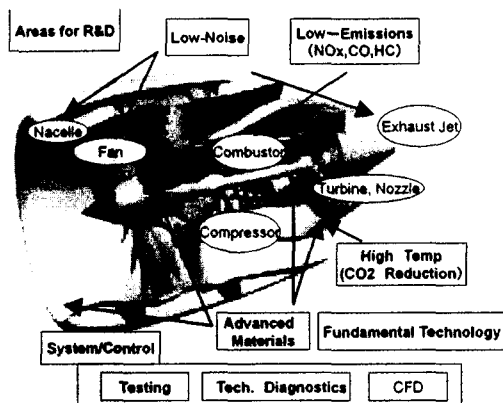 Areas for R&D
Low-Noise
Low-Emissions
(NOx,CO,HC)
Nacelle
Fan
Combustor
Exhaust Jet
Turbine, Nozzle
Compressor
High Temp
(CO2 Reduction)
System/Control
Advanced
Materials
Fundamental Technology
Testing
Tech. Diagnostics
CFD